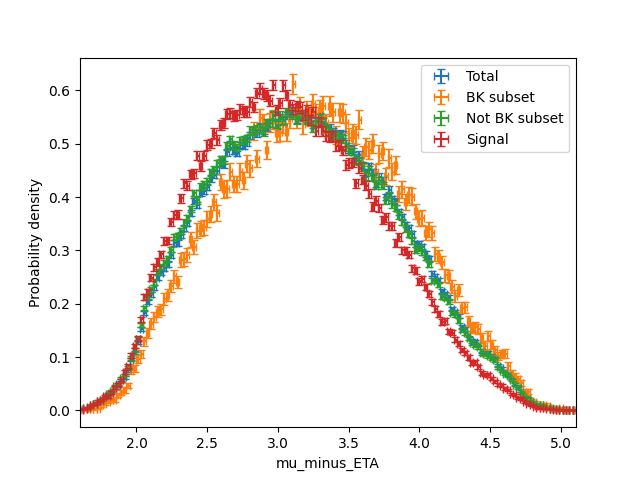 Total
BK subset
Not BK subset
Signal
Probability density
0.6
0.5
0.4
0.3
0.2
0.1
0.0
2.0 2.5 3.0 3.5 4.0 4.5 5.0
mu_minus_ETA